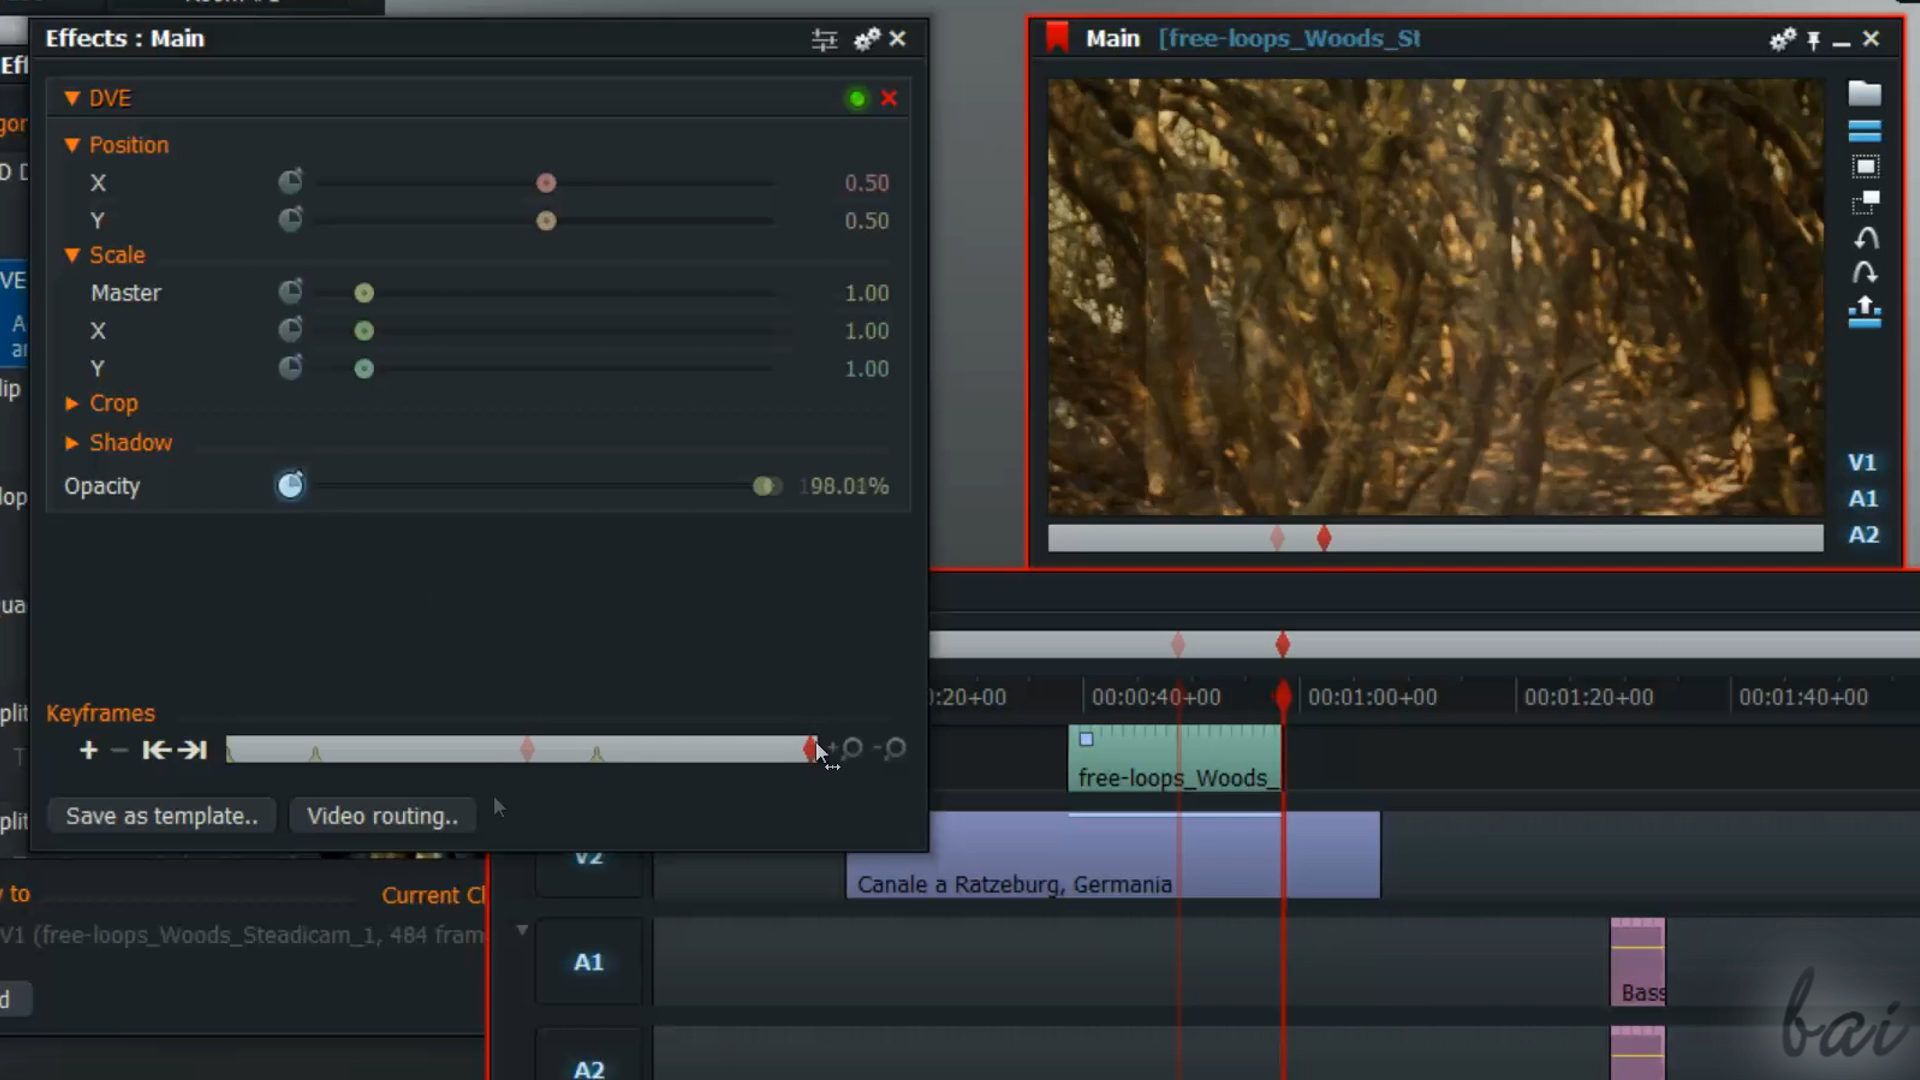 Effects : Main
DVE
Position
X 0.50
Y 0.50
Scale
Master 1.00
X 1.00
Y 1.00
Crop
Shadow
Opacity 98.01%
Keyframes
Save as template..
Video routing..
Main [free-loops_Woods_St
V1
A1
A2
:20+00
00:00:40+00
00:01:00+00
00:01:20+00
00:01:40+00
free-loops_Woods_
V2
Canale a Ratzeburg, Germania
A1
Bass
A2
Current Cl
V1 (free-loops_Woods_Steadicam_1, 484 fram
bai